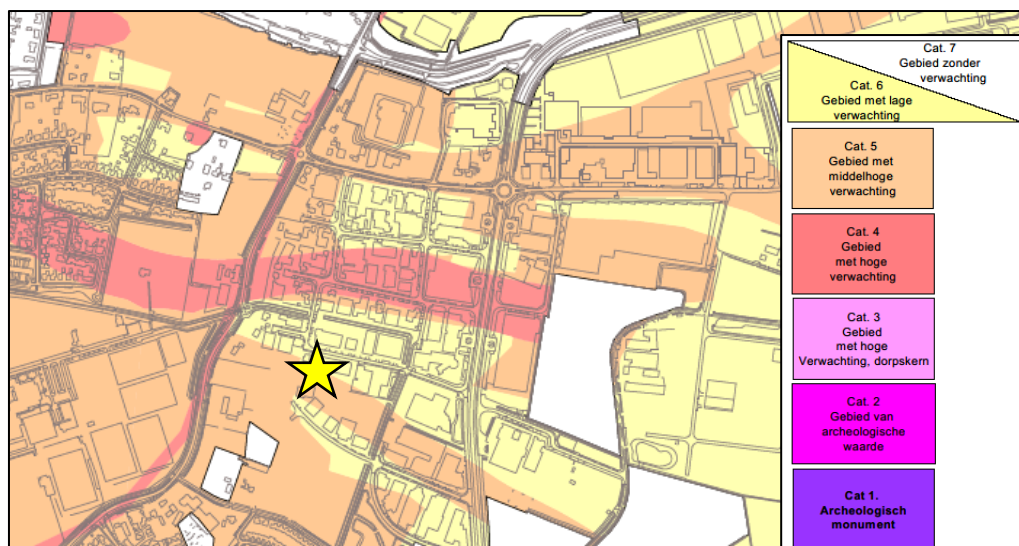 Cat. 7
Gebied zonder
verwachting
Cat. 6
Gebied met lage
verwachting
Cat. 5
Gebied met
middelhoge
verwachting
Cat. 4
Gebied
met hoge
verwachting
Cat. 3
Gebied
met hoge
Verwachting, dorpskern
Cat. 2
Gebied van
archeologische
waarde
Cat 1.
Archeologisch
monument